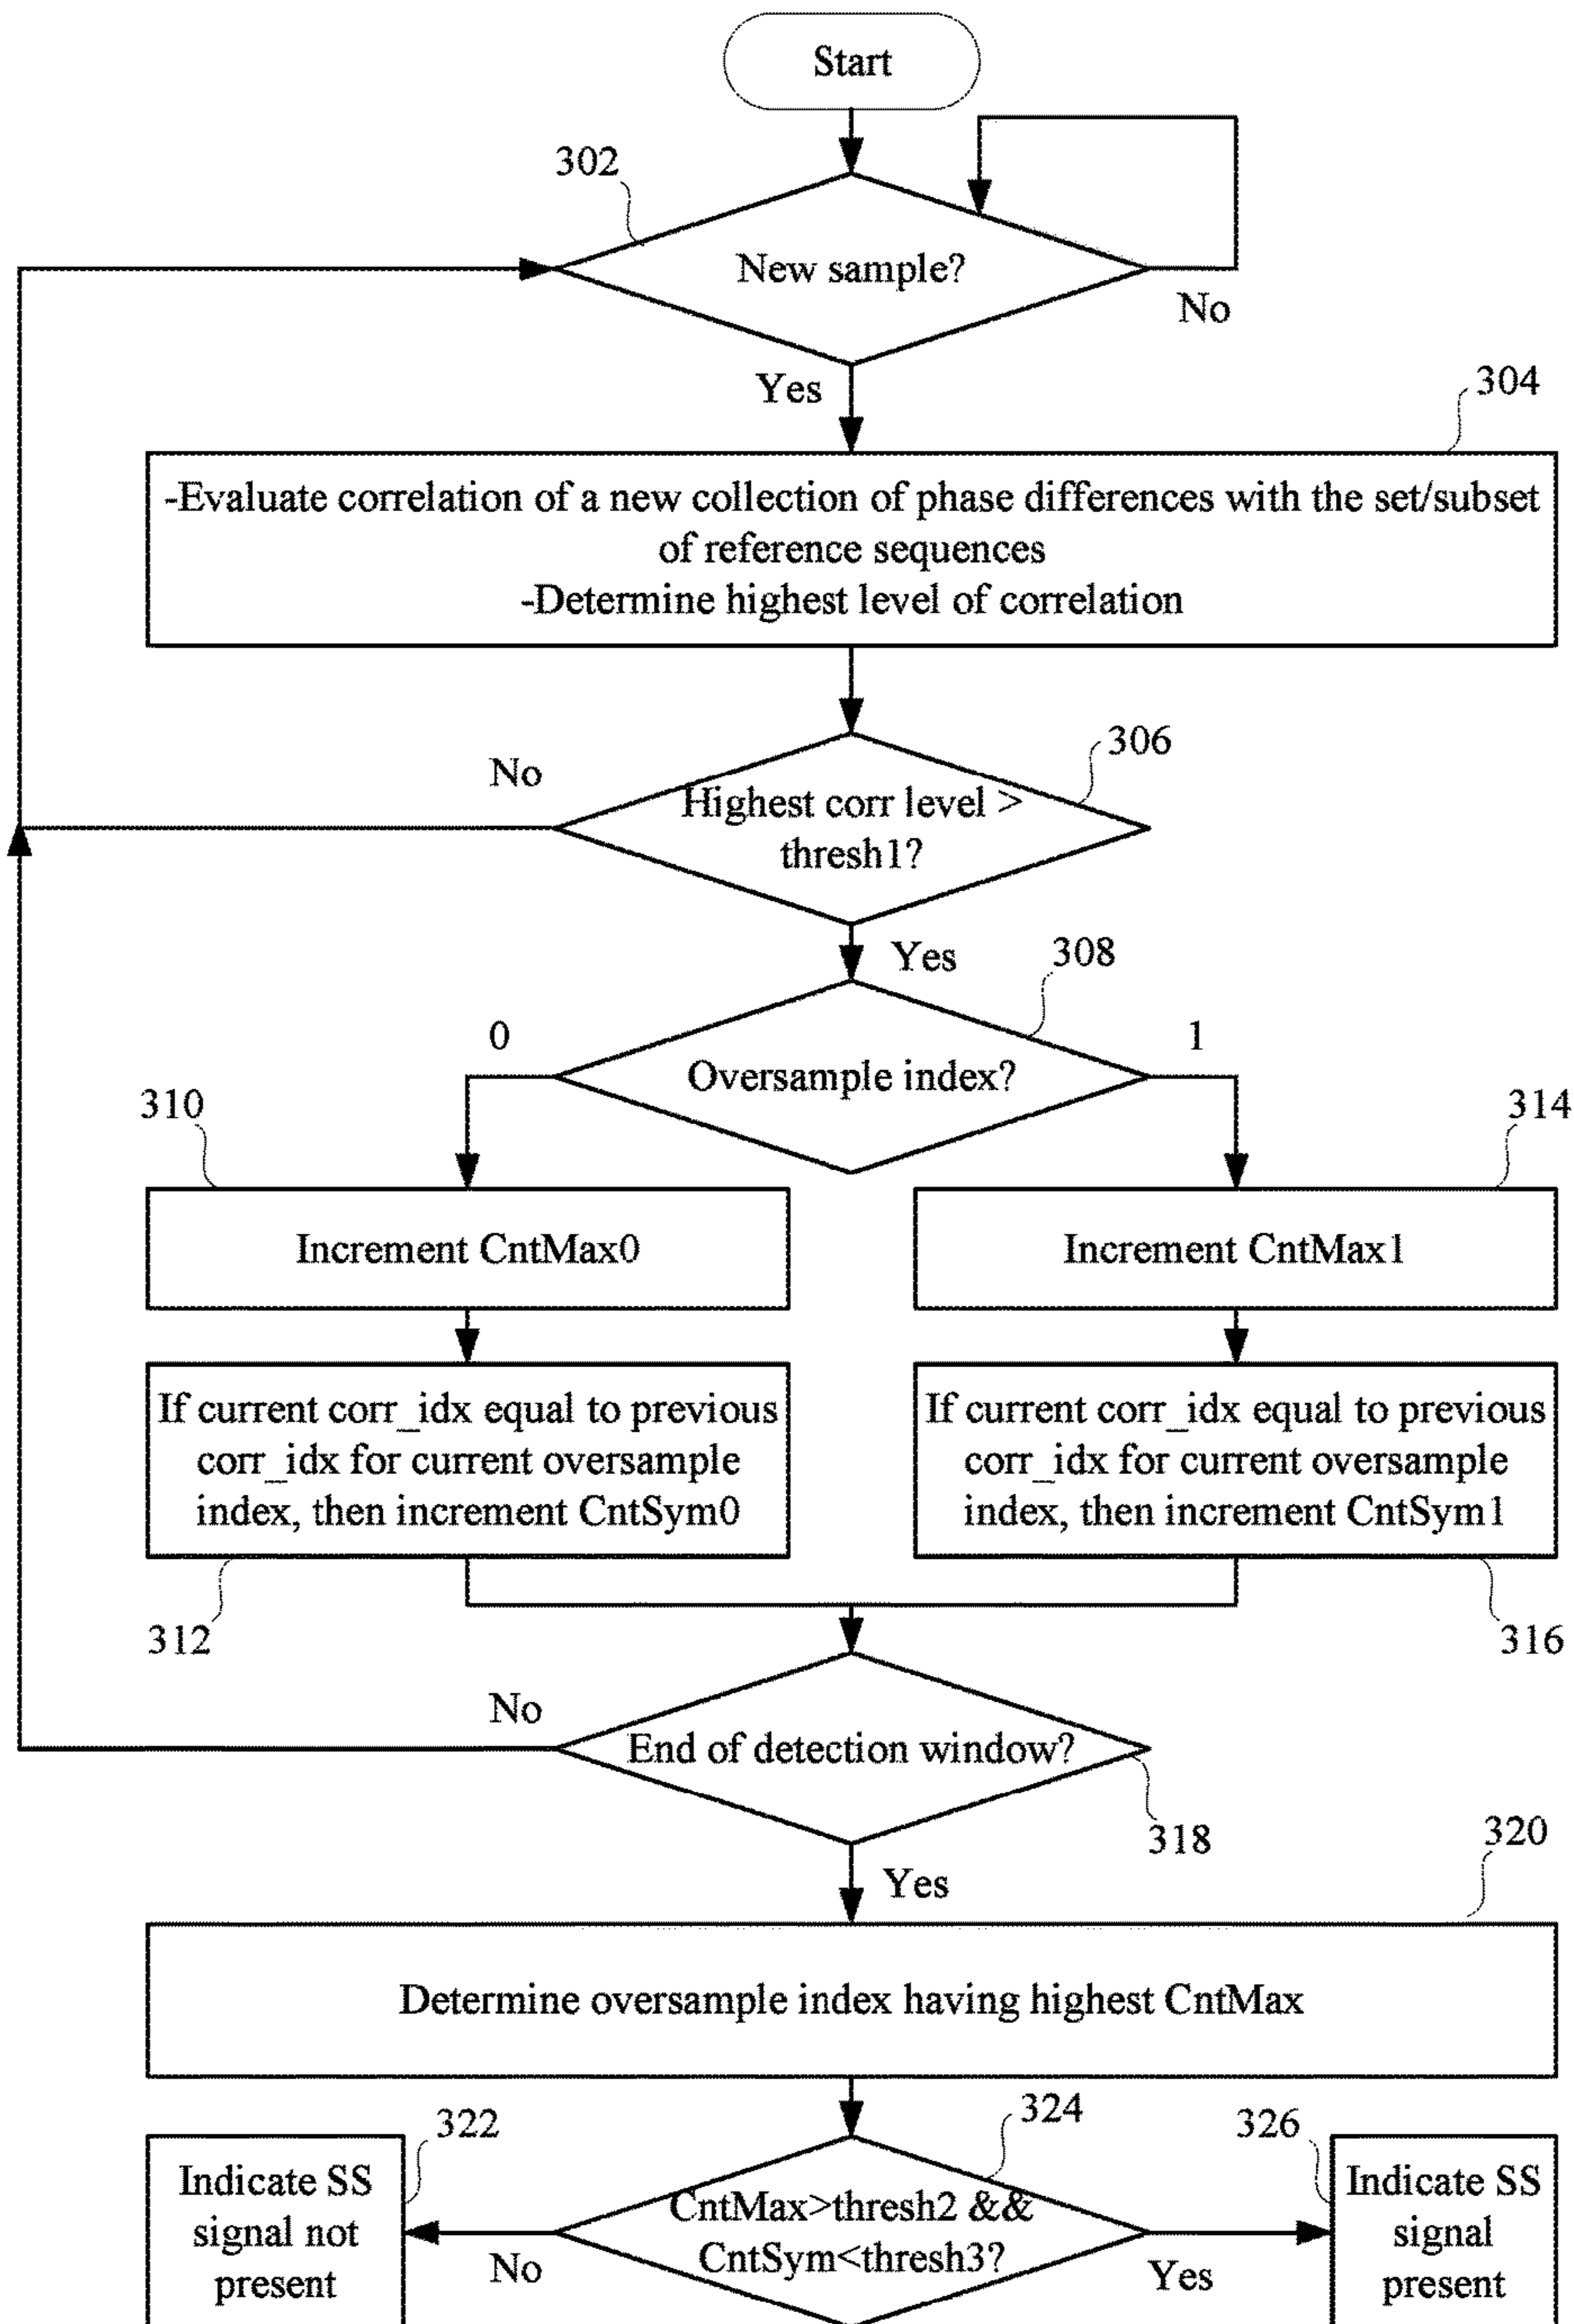 Start
302
New sample?
No
Yes
304
-Evaluate correlation of a new collection of phase differences with the set/subset
of reference sequences
-Determine highest level of correlation
306
No
Highest corr level >
thresh1?
Yes
308
0
1
Oversample index?
310
314
Increment CntMax0
Increment CntMax1
If current corr_idx equal to previous
corr_idx for current oversample
index, then increment CntSym0
If current corr_idx equal to previous
corr_idx for current oversample
index, then increment CntSym1
312
316
No
End of detection window?
318
320
Yes
Determine oversample index having highest CntMax
322
324
326
Indicate SS
signal not
present
CntMax>thresh2 &&
CntSym<thresh3?
No
Yes
Indicate SS
signal
present